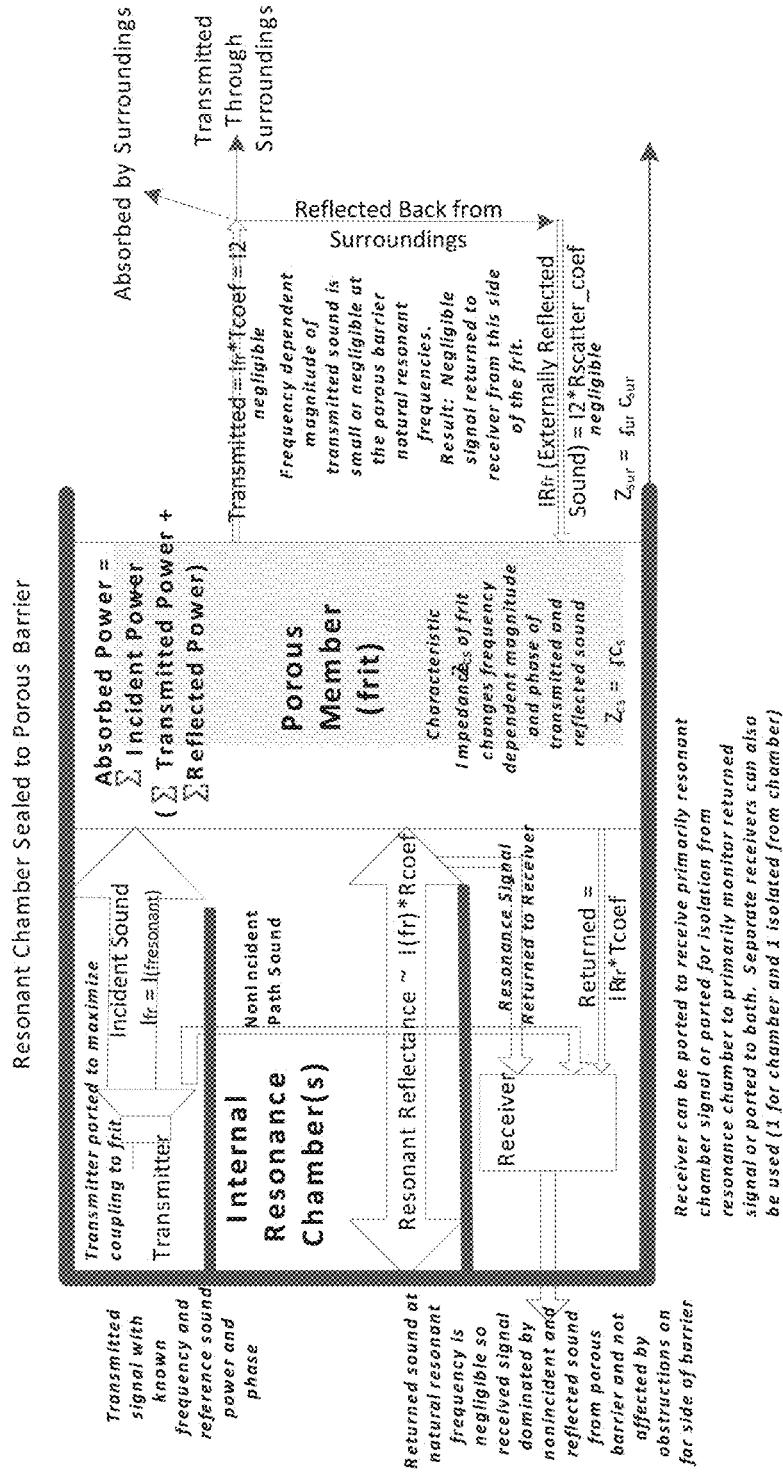 Resonant Chamber Sealed to Porous Barrier
Transmitted
signal with
known
frequency and
reference sound
power and
phase
Transmitter ported to maximize
coupling to frit
Transmitter
Incident Sound
Ifr = I(fresonant)
Internal
Resonance
Chamber(s)
NonIncident
Path Sound
Resonant Reflectance ~ I(fr)*Rcoef
Resonance Signal
Returned to Receiver
Receiver
Returned =
IRfr*Tcoef
Returned sound at
natural resonant
frequency is
negligible so
received signal
dominated by
nonincident and
reflected sound
from porous
barrier and not
affected by
obstructions on
far side of barrier
Absorbed Power =
∑ Incident Power
(∑ Transmitted Power +
∑Reflected Power)
Porous
Member
(frit)
Characteristic
Impedance Zcs of frit
changes frequency
dependent magnitude
and phase of
transmitted and
reflected sound
Zcs = ʃcs
Transmitted = Ifr*Tcoef = I2
negligible
Frequency dependent
magnitude of
transmitted sound is
small or negligible at
the porous barrier
natural resonant
frequencies.
Result: Negligible
signal returned to
receiver from this side
of the frit.
IRfr (Externally Reflected
Sound) = I2*Rscatter_coef
negligible
Zsur = ʃur csur
Absorbed by Surroundings
Transmitted
Through
Surroundings
Reflected Back from
Surroundings
Receiver can be ported to receive primarily resonant
chamber signal or ported for isolation from
resonance chamber to primarily monitor returned
signal or ported to both. Separate receivers can also
be used (1 for chamber and 1 isolated from chamber)